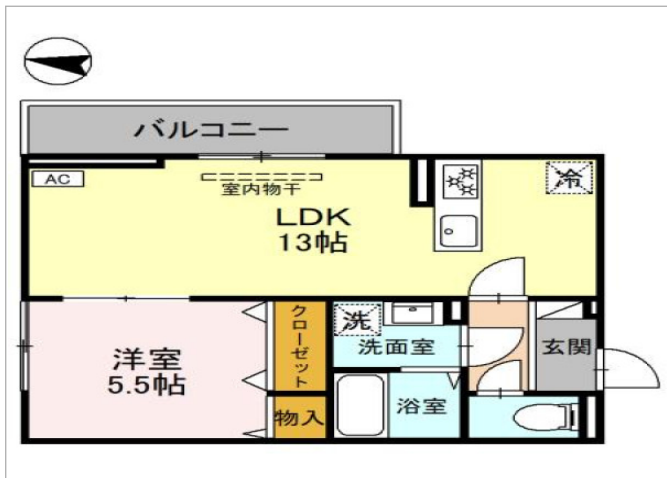 バルコニー
AC
室内物干
冷
LDK
13帖
洋室
5.5帖
クローゼット
物入
洗
洗面室
浴室
玄関